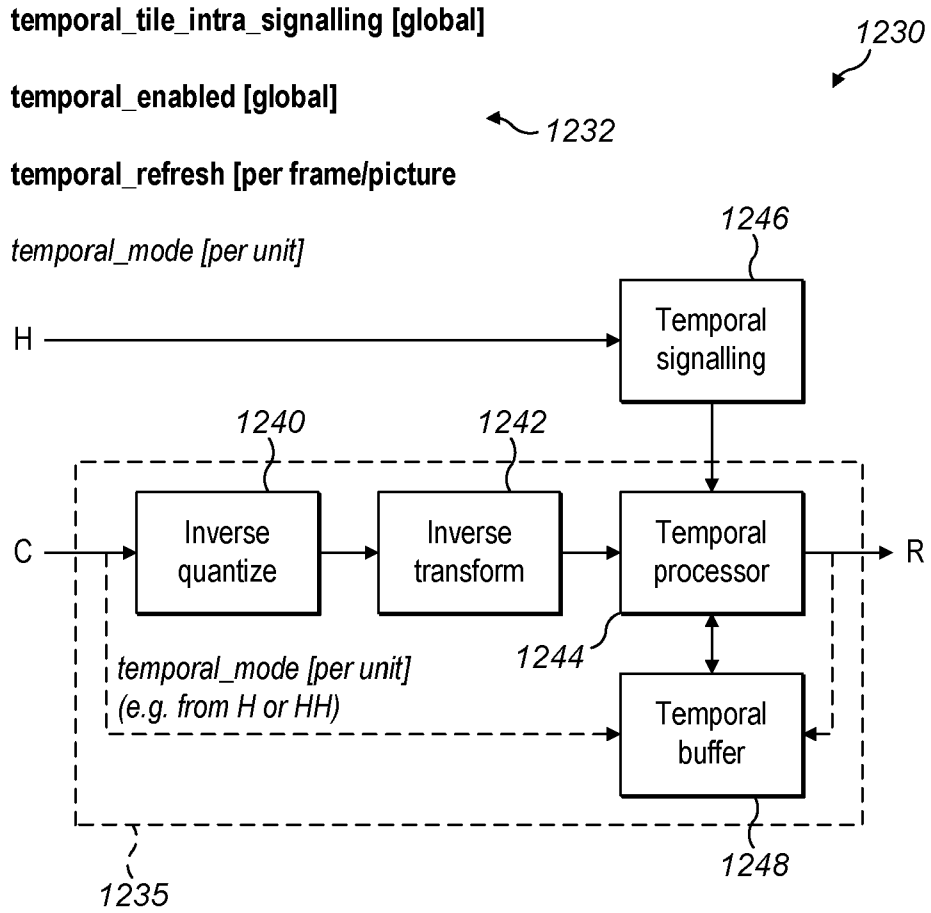 temporal_tile_intra_signalling [global]
1230
temporal_enabled [global]
1232
temporal_refresh [per frame/picture
temporal_mode [per unit]
1246
H
Temporal
signalling
1240
1242
C
Inverse
quantize
Inverse
transform
Temporal
processor
R
1244
temporal_mode [per unit]
(e.g. from H or HH)
Temporal
buffer
1248
1235